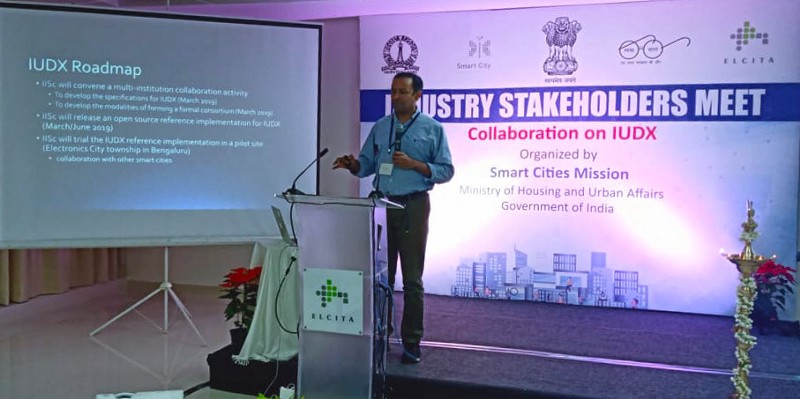 IUDX Roadmap
IISc will convene a multi-institution collaboration activity
To develop the specifications for IUDX (March 2019)
To develop the modalities of forming a formal consortium (March 2019)
IISc will release an open source reference implementation for IUDX
(March/June 2019)
IISc will trial the IUDX reference implementation in a pilot site
(Electronics City township in Bengaluru)
collaboration with other smart cities
Smart City
सत्यमेव जयते
ELCITA
INDUSTRY STAKEHOLDERS MEET
Collaboration on IUDX
Organized by
Smart Cities Mission
Ministry of Housing and Urban Affairs
Government of India
ELCITA